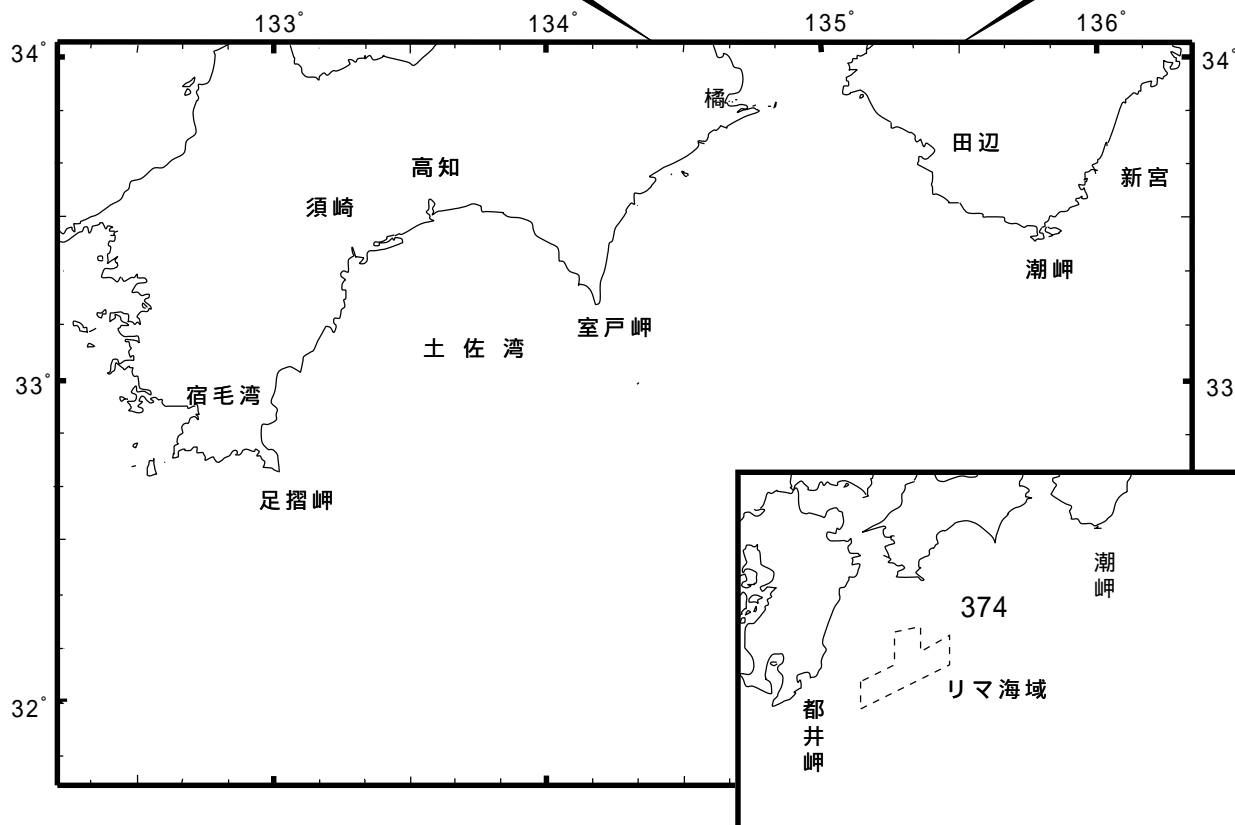 133°
134°
135°
136°
34°
34°
橘
高知
田辺
新宮
須崎
潮岬
室戸岬
土佐湾
33°
33
宿毛湾
足摺岬
潮岬
374
リマ海域
32°
都井岬